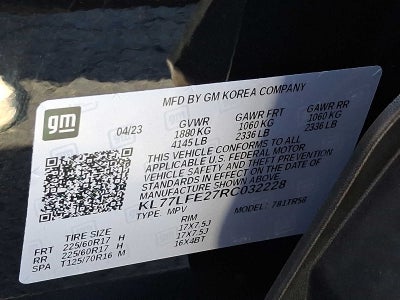 MFD BY GM KOREA COMPANY
gm
04/23 GVWR GAWR FRT GAWR RR
1880 KG 1060 KG 1060 KG
4145 LB 2336 LB 2336 LB
THIS VEHICLE CONFORMS TO ALL
APPLICABLE U.S. FEDERAL MOTOR
VEHICLE SAFETY AND THEFT PREVENTION
STANDARDS IN EFFECT ON THE DATE OF
MANUFACTURE SHOWN ABOVE.
KL77LFE27RC032228
TYPE: MPV MODEL: 781TR58
TIRE SIZE RIM
FRT 225/60R17 H 17X7.5J
RR 225/60R17 H 17X7.5J
SPA T125/70R16 M 16X4BT